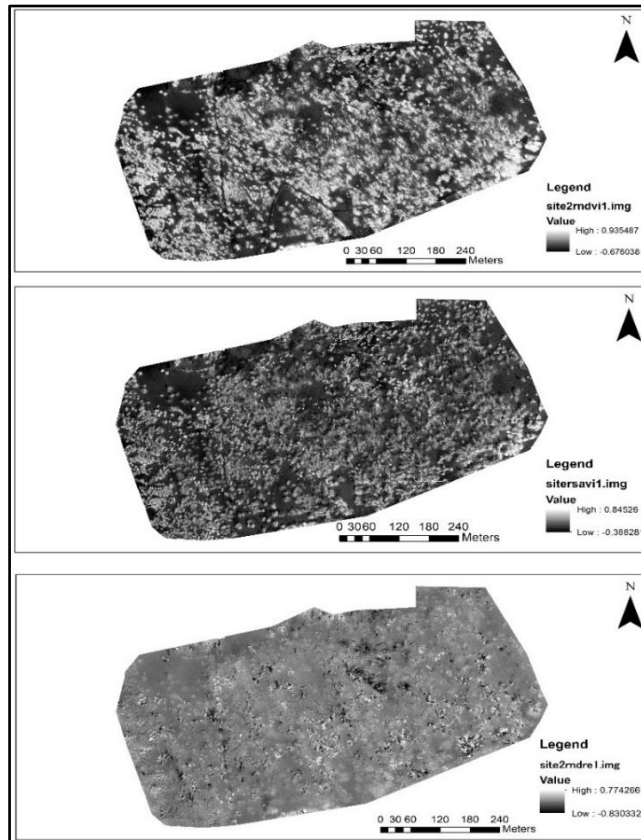 N
Legend
site2rndvi1.img
Value
High : 0.935487
Low : -0.676038
0 30 60 120 180 240
Meters
N
Legend
sitersavi1.img
Value
High : 0.84526
Low : -0.388281
0 30 60 120 180 240
Meters
N
Legend
site2rndre1.img
Value
High : 0.774266
Low : -0.830332
0 30 60 120 180 240
Meters